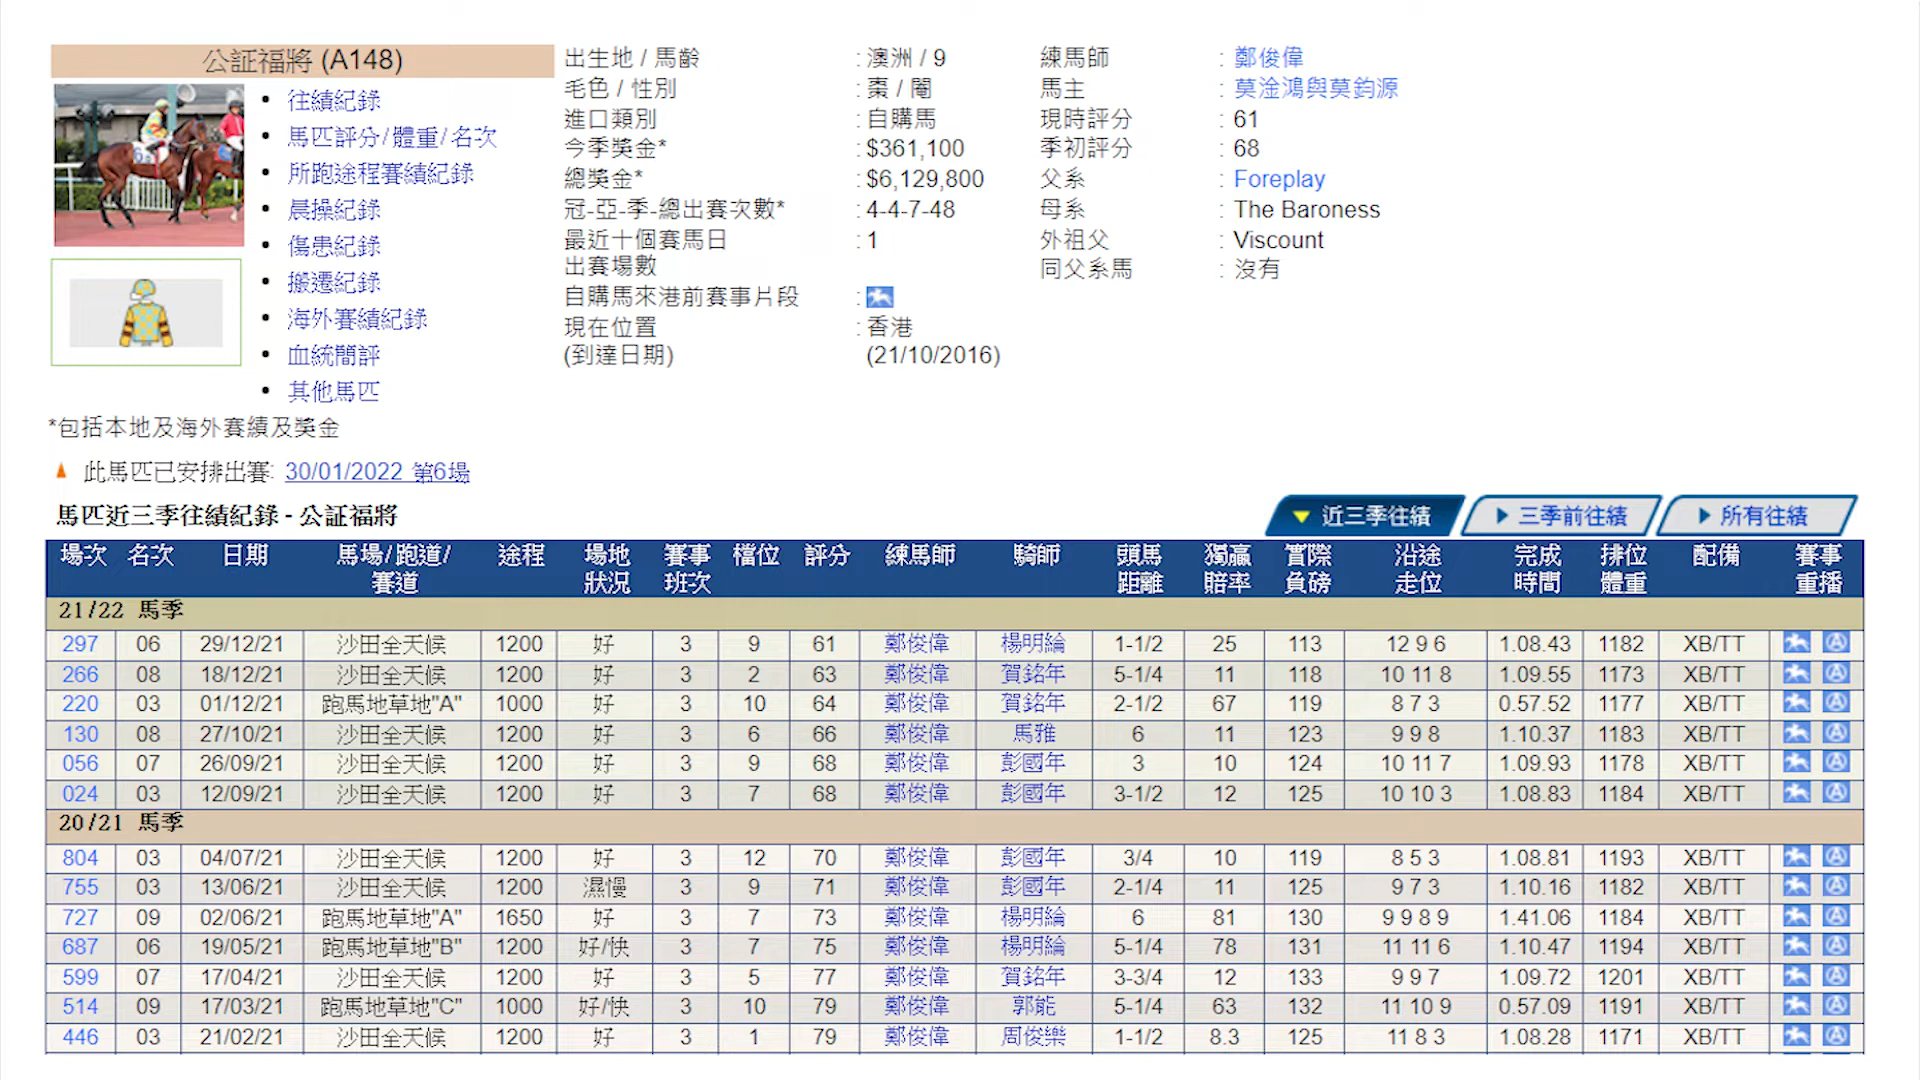 公証福將 (A148)
• 往績紀錄
• 馬匹評分/體重/名次
• 所跑途程賽績紀錄
• 晨操紀錄
• 傷患紀錄
• 搬遷紀錄
• 海外賽績紀錄
• 血統簡評
• 其他馬匹
出生地 / 馬齡 : 澳洲 / 9
毛色 / 性別 : 棗 / 閹
進口類別 : 自購馬
今季獎金* : $361,100
總獎金* : $6,129,800
冠-亞-季-總出賽次數* : 4-4-7-48
最近十個賽馬日 : 1
出賽場數
自購馬來港前賽事片段 :
現在位置 : 香港
(到達日期) (21/10/2016)
練馬師 : 鄭俊偉
馬主 : 莫淦鴻與莫鈞源
現時評分 : 61
季初評分 : 68
父系 : Foreplay
母系 : The Baroness
外祖父 : Viscount
同父系馬 : 沒有
*包括本地及海外賽績及獎金
此馬匹已安排出賽: 30/01/2022 第6場
馬匹近三季往績紀錄 - 公証福將
近三季往績 三季前往績 所有往績
場次 名次 日期 馬場/跑道/ 途程 場地 賽事 檔位 評分 練馬師 騎師 頭馬 獨贏 實際 沿途 完成 排位 配備 賽事
賽道 狀況 班次 距離 賠率 負磅 走位 時間 體重 重播
21/22 馬季
297 06 29/12/21 沙田全天候 1200 好 3 9 61 鄭俊偉 楊明綸 1-1/2 25 113 12 9 6 1.08.43 1182 XB/TT
266 08 18/12/21 沙田全天候 1200 好 3 2 63 鄭俊偉 賀銘年 5-1/4 11 118 10 11 8 1.09.55 1173 XB/TT
220 03 01/12/21 跑馬地草地"A" 1000 好 3 10 64 鄭俊偉 賀銘年 2-1/2 67 119 8 7 3 0.57.52 1177 XB/TT
130 08 27/10/21 沙田全天候 1200 好 3 6 66 鄭俊偉 馬雅 6 11 123 9 9 8 1.10.37 1183 XB/TT
056 07 26/09/21 沙田全天候 1200 好 3 9 68 鄭俊偉 彭國年 3 10 124 10 11 7 1.09.93 1178 XB/TT
024 03 12/09/21 沙田全天候 1200 好 3 7 68 鄭俊偉 彭國年 3-1/2 12 125 10 10 3 1.08.83 1184 XB/TT
20/21 馬季
804 03 04/07/21 沙田全天候 1200 好 3 12 70 鄭俊偉 彭國年 3/4 10 119 8 5 3 1.08.81 1193 XB/TT
755 03 13/06/21 沙田全天候 1200 濕慢 3 9 71 鄭俊偉 彭國年 2-1/4 11 125 9 7 3 1.10.16 1182 XB/TT
727 09 02/06/21 跑馬地草地"A" 1650 好 3 7 73 鄭俊偉 楊明綸 6 81 130 9 9 8 9 1.41.06 1184 XB/TT
687 06 19/05/21 跑馬地草地"B" 1200 好/快 3 7 75 鄭俊偉 楊明綸 5-1/4 78 131 11 11 6 1.10.47 1194 XB/TT
599 07 17/04/21 沙田全天候 1200 好 3 5 77 鄭俊偉 賀銘年 3-3/4 12 133 9 9 7 1.09.72 1201 XB/TT
514 09 17/03/21 跑馬地草地"C" 1000 好/快 3 10 79 鄭俊偉 郭能 5-1/4 63 132 11 10 9 0.57.09 1191 XB/TT
446 03 21/02/21 沙田全天候 1200 好 3 1 79 鄭俊偉 周俊樂 1-1/2 8.3 125 11 8 3 1.08.28 1171 XB/TT